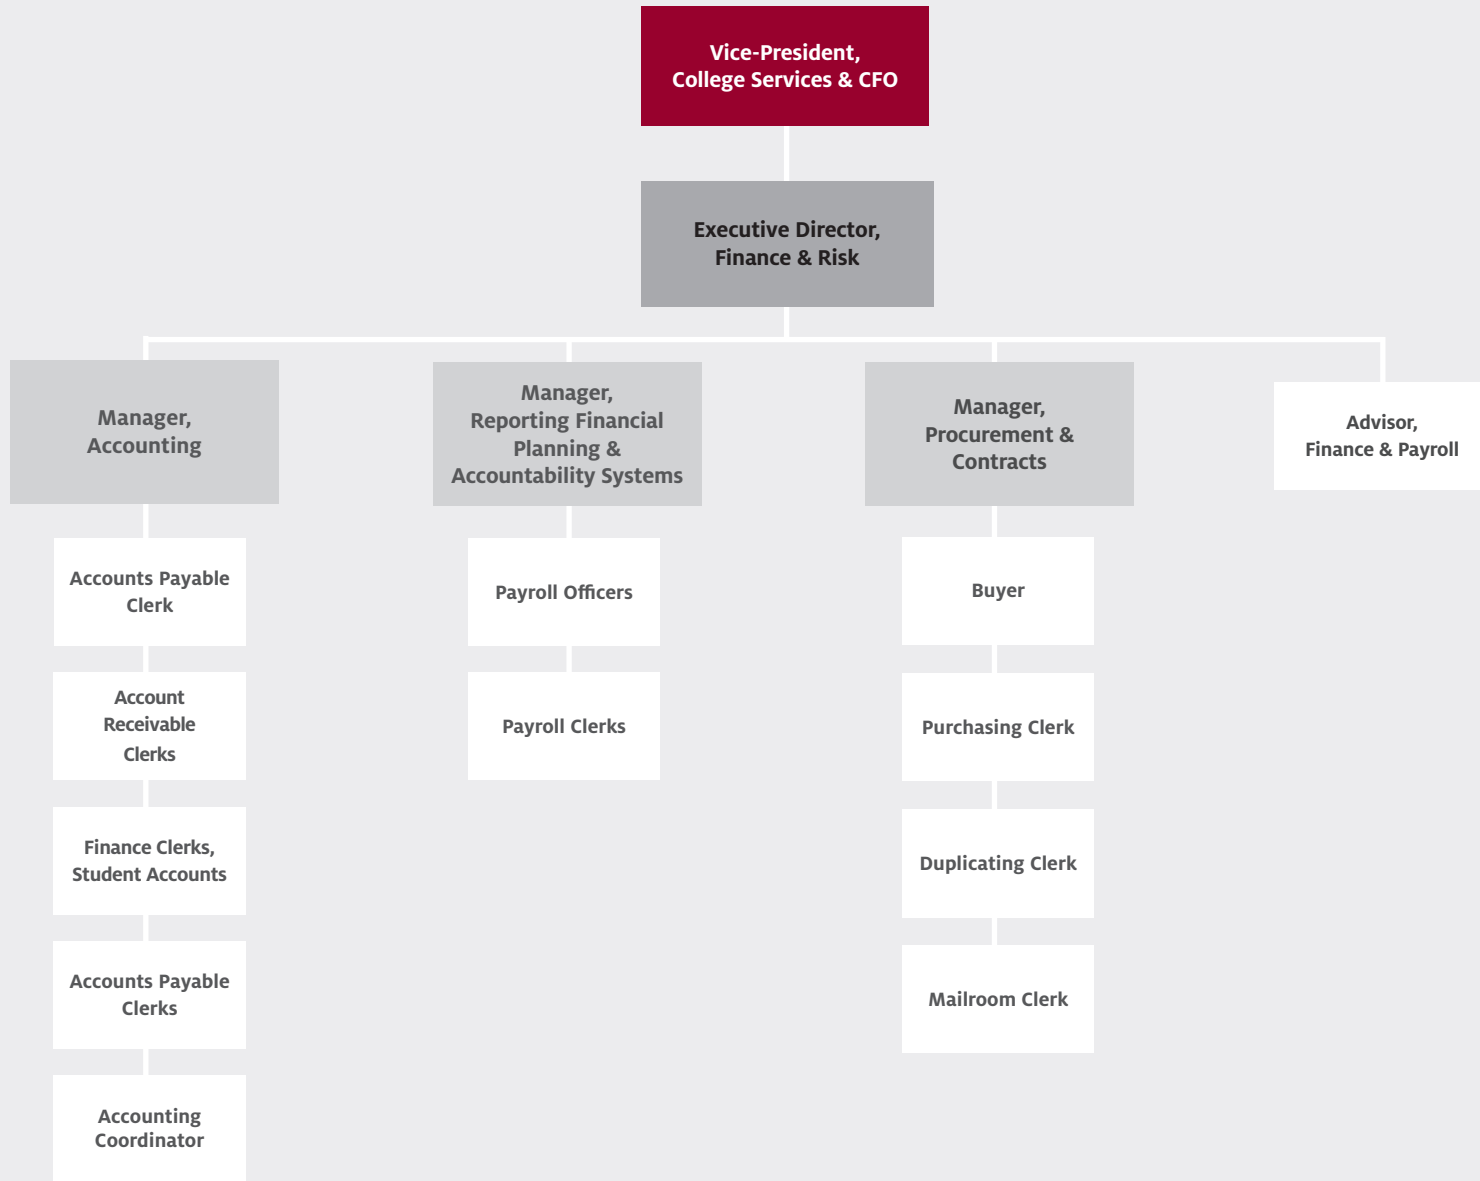 Vice-President,
College Services & CFO
Executive Director,
Finance & Risk
Manager,
Accounting
Manager,
Reporting Financial
Planning &
Accountability Systems
Manager,
Procurement &
Contracts
Advisor,
Finance & Payroll
Accounts Payable
Clerk
Account
Receivable
Clerks
Finance Clerks,
Student Accounts
Accounts Payable
Clerks
Accounting
Coordinator
Payroll Officers
Payroll Clerks
Buyer
Purchasing Clerk
Duplicating Clerk
Mailroom Clerk